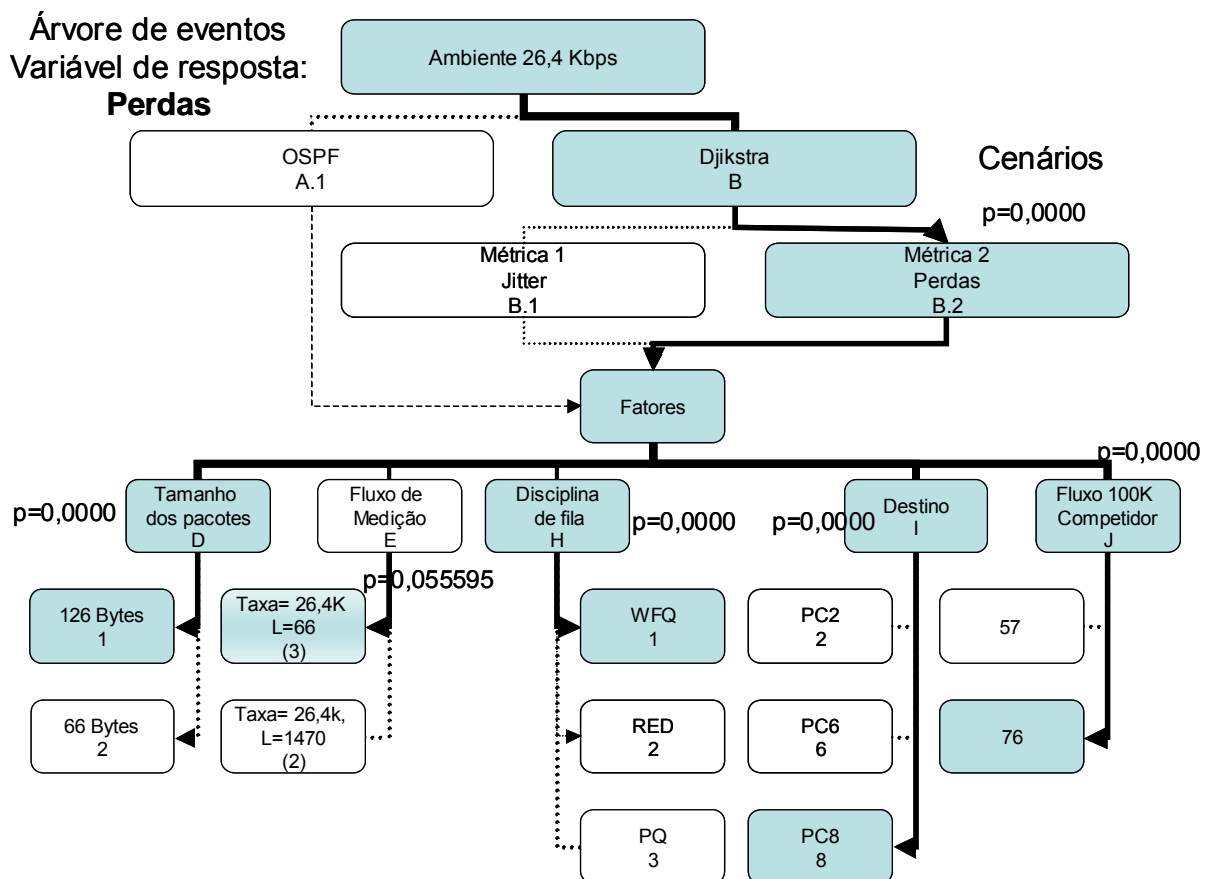 Árvore de eventos
Variável de resposta:
Perdas
Ambiente 26,4 Kbps
OSPF
A.1
Djikstra
B
Cenários
p=0,0000
Métrica 1
Jitter
B.1
Métrica 2
Perdas
B.2
Fatores
p=0,0000
p=0,0000
Tamanho
dos pacotes
D
Fluxo de
Medição
E
p=0,055595
Disciplina
de fila
H
p=0,0000
p=0,0000
Destino
I
Fluxo 100K
Competidor
J
126 Bytes
1
Taxa= 26,4K
L=66
(3)
WFQ
1
PC2
2
57
66 Bytes
2
Taxa= 26,4k,
L=1470
(2)
RED
2
PC6
6
76
PQ
3
PC8
8